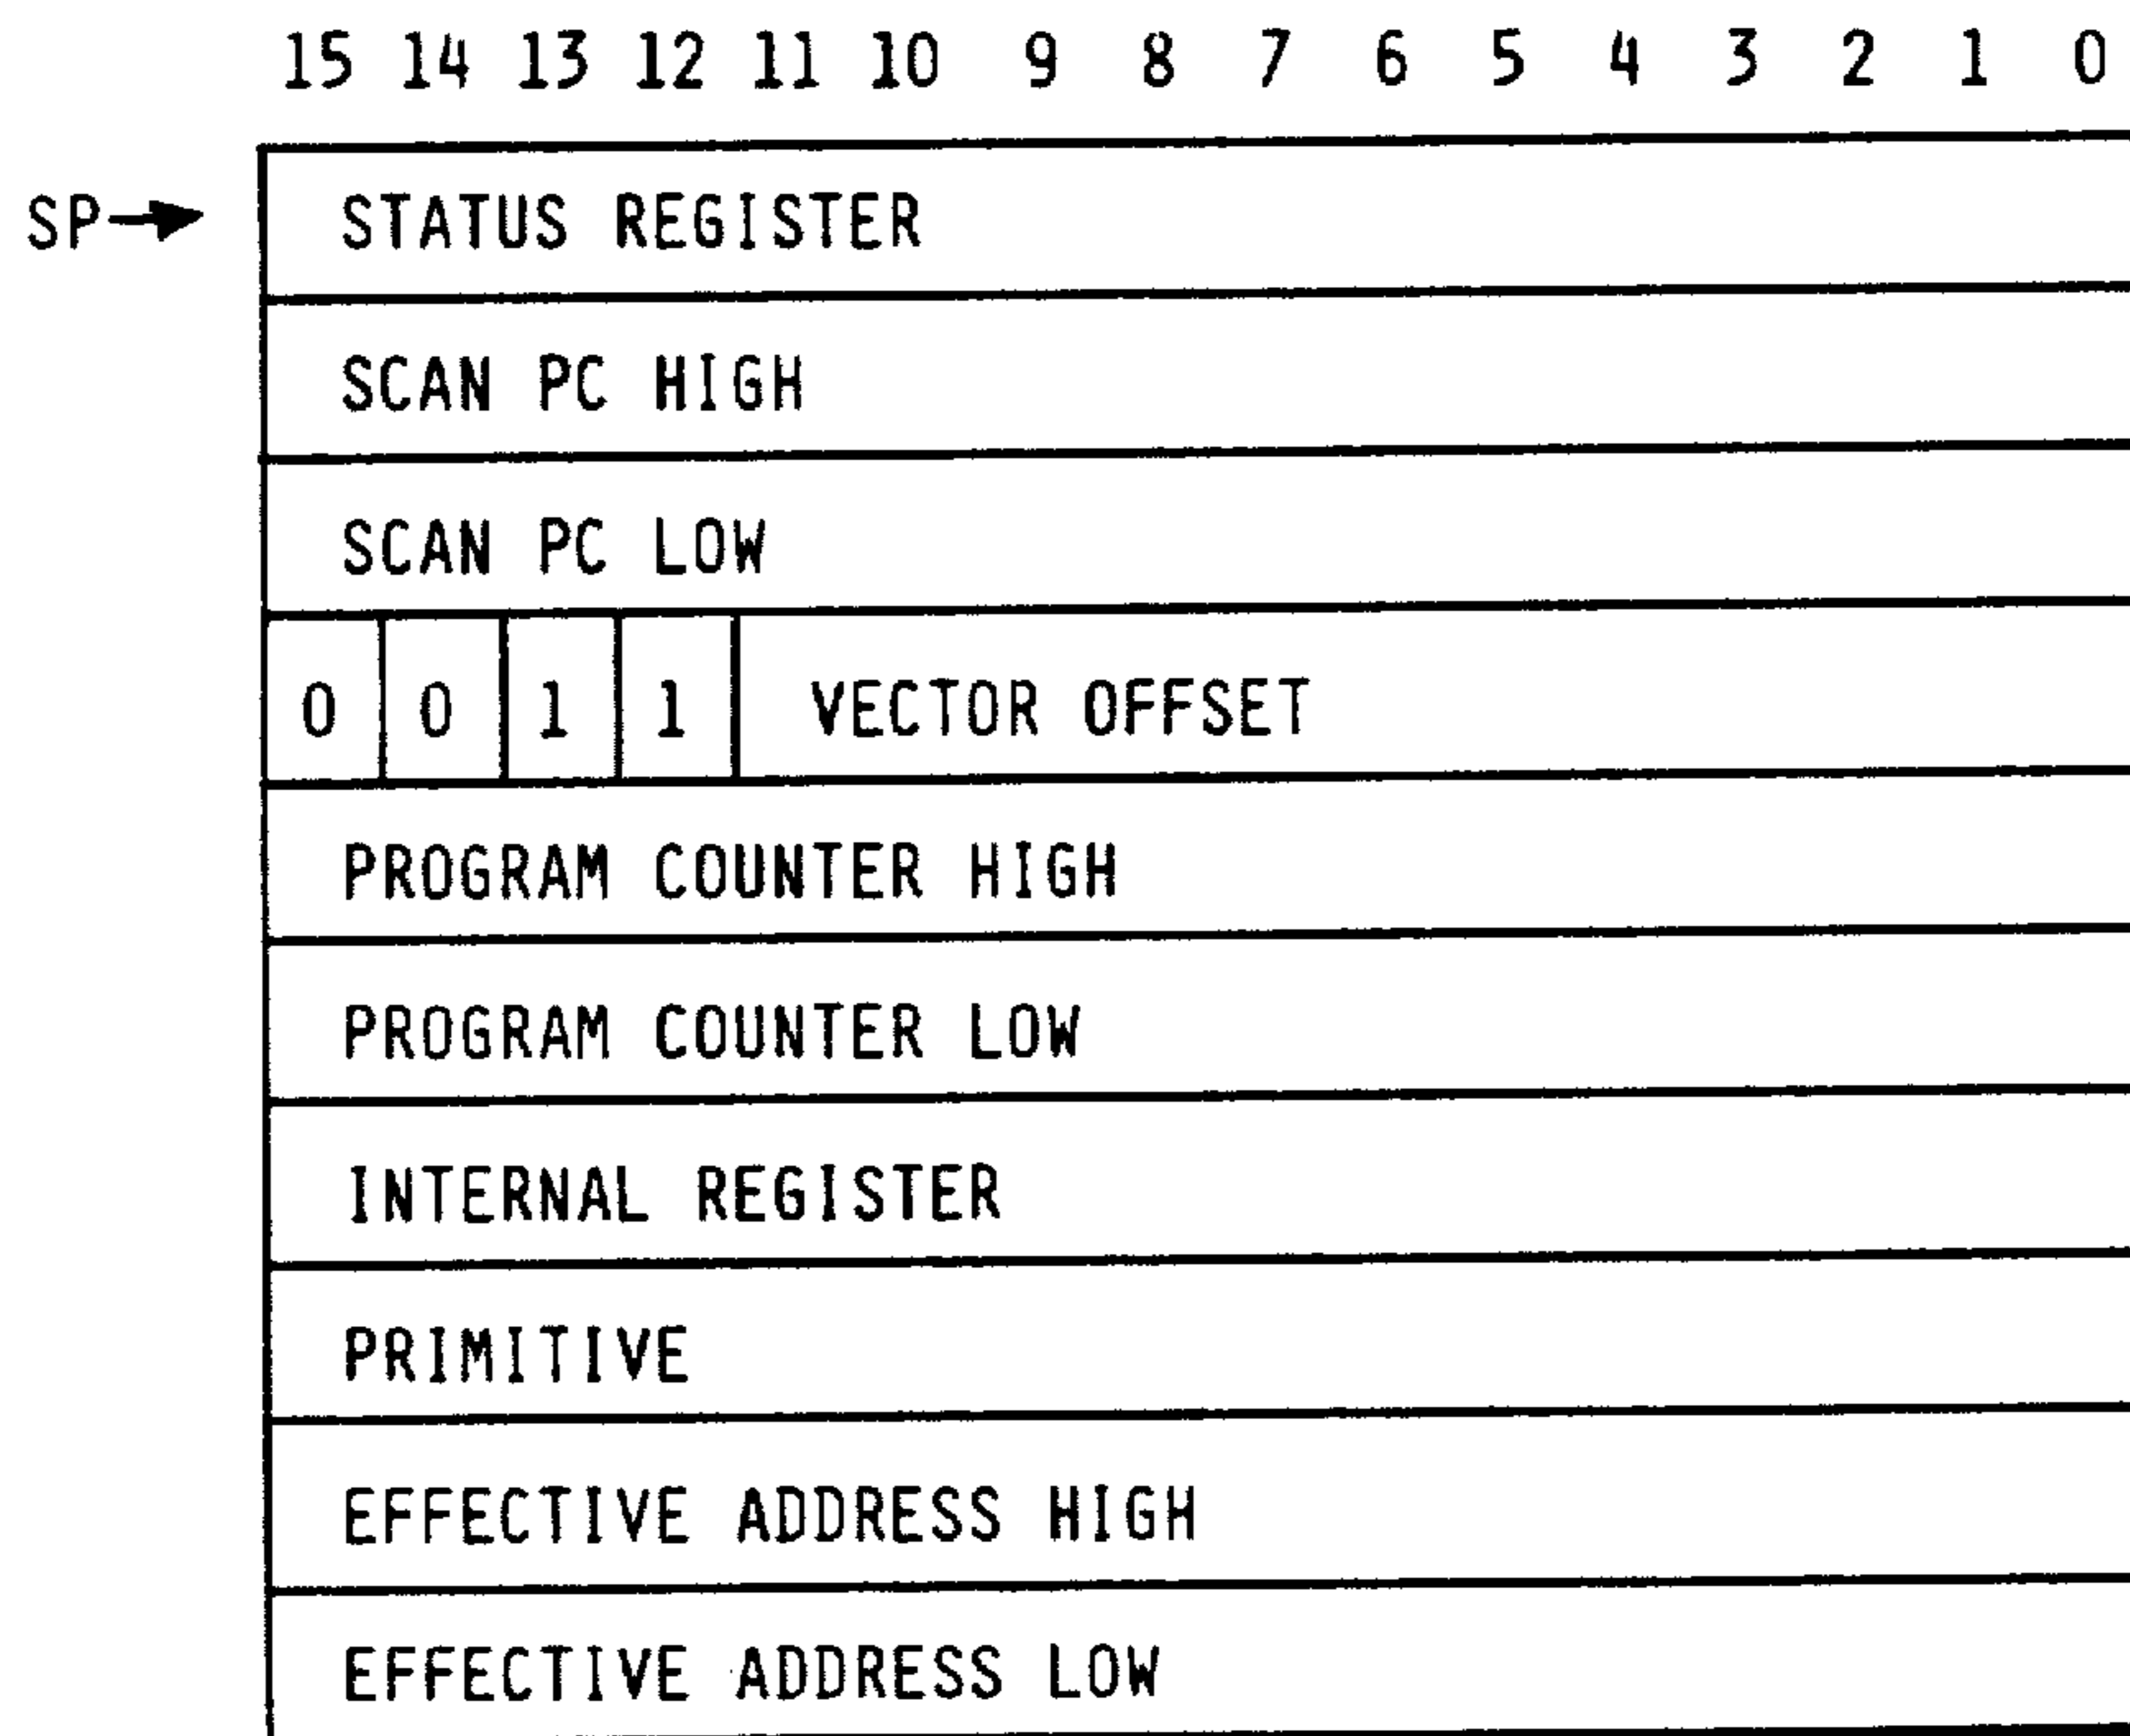 15 14 13 12 11 10 9 8 7 6 5 4 3 2 1 0
SP STATUS REGISTER
SCAN PC HIGH
SCAN PC LOW
0 0 1 1 VECTOR OFFSET
PROGRAM COUNTER HIGH
PROGRAM COUNTER LOW
INTERNAL REGISTER
PRIMITIVE
EFFECTIVE ADDRESS HIGH
EFFECTIVE ADDRESS LOW